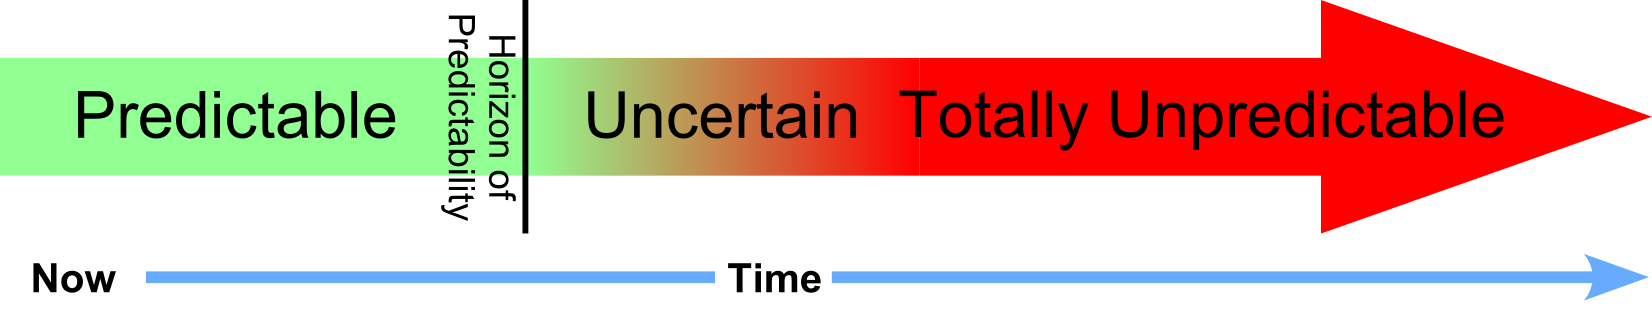 Predictable
Horizon of
Predictability
Uncertain
Totally Unpredictable
Now
Time